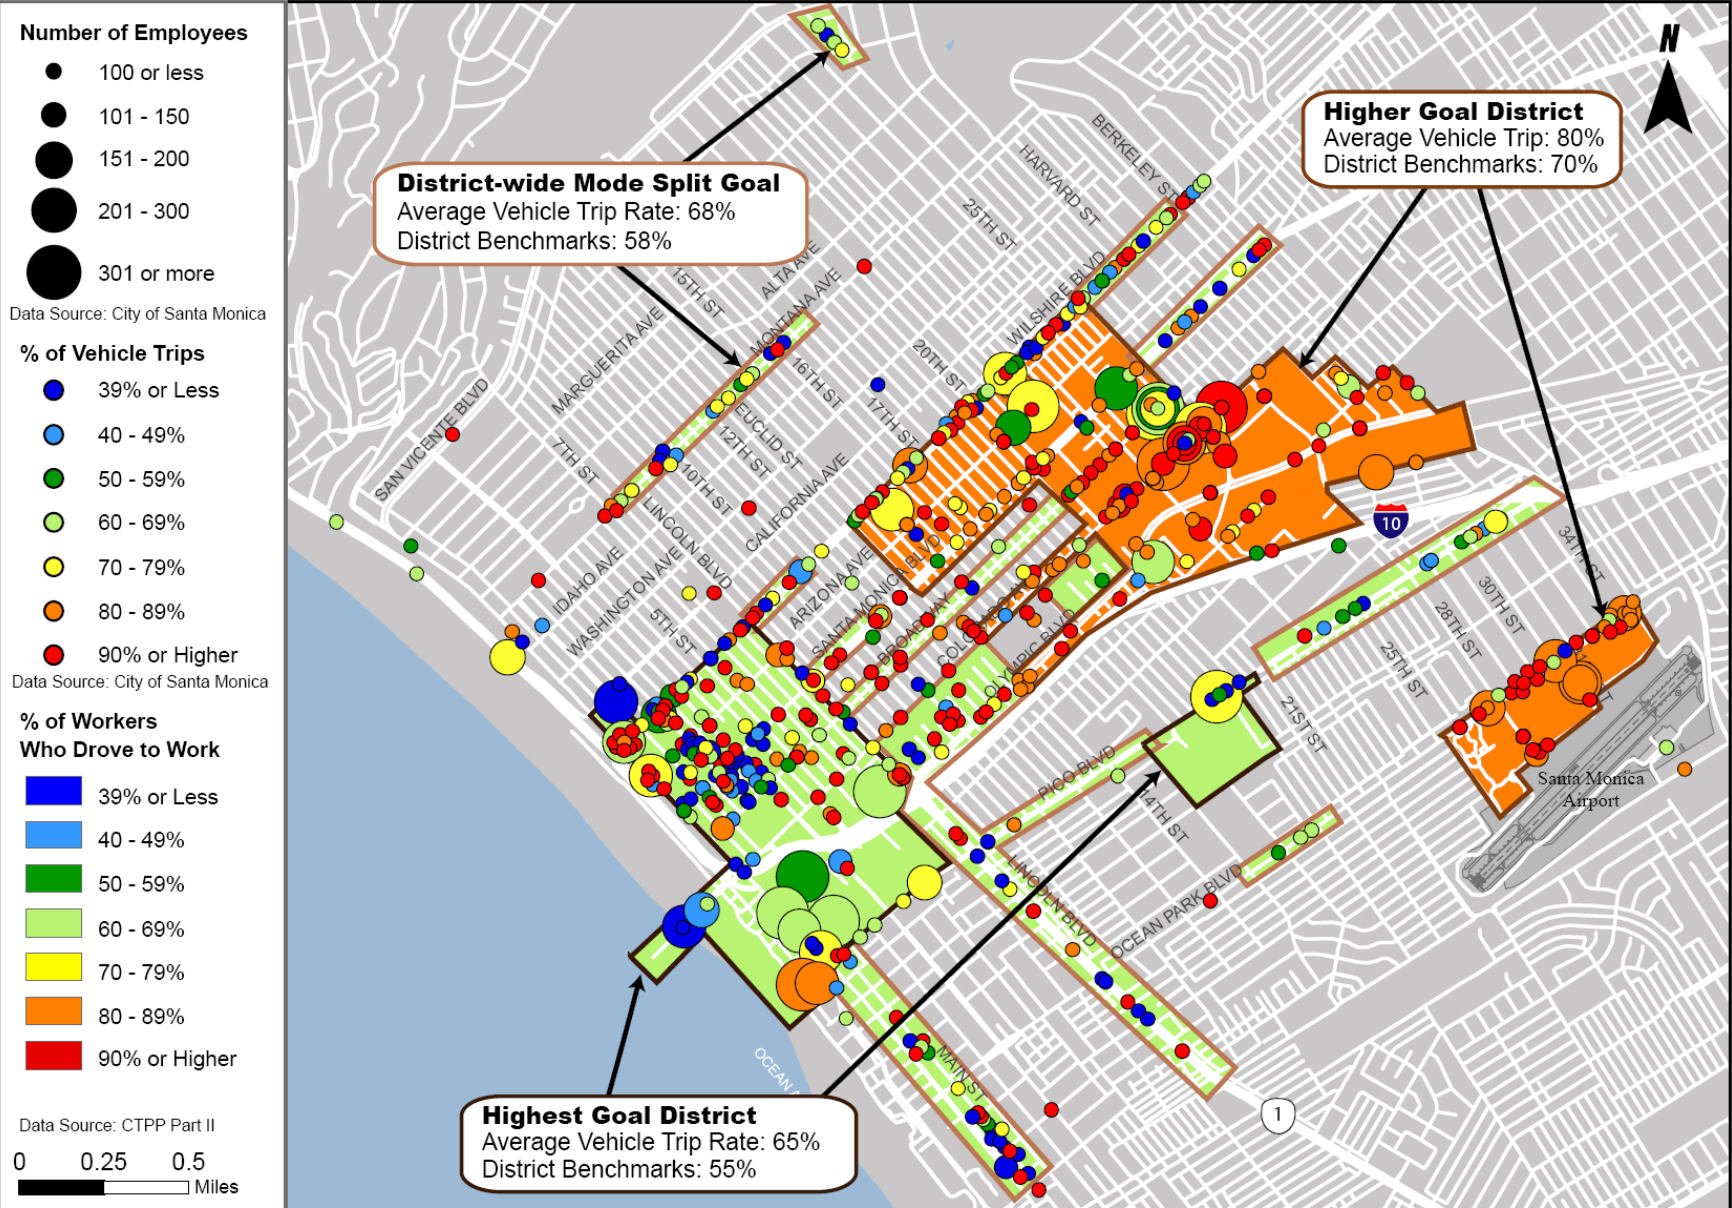 Number of Employees
100 or less
101 - 150
151 - 200
201 - 300
301 or more
Data Source: City of Santa Monica
% of Vehicle Trips
39% or Less
40 - 49%
50 - 59%
60 - 69%
70 - 79%
80 - 89%
90% or Higher
Data Source: City of Santa Monica
% of Workers
Who Drove to Work
39% or Less
40 - 49%
50 - 59%
60 - 69%
70 - 79%
80 - 89%
90% or Higher
Data Source: CTPP Part II
0 0.25 0.5
Miles
N
Higher Goal District
Average Vehicle Trip: 80%
District Benchmarks: 70%
District-wide Mode Split Goal
Average Vehicle Trip Rate: 68%
District Benchmarks: 58%
Highest Goal District
Average Vehicle Trip Rate: 65%
District Benchmarks: 55%
BERKELEY ST
HARVARD ST
25TH ST
WILSHIRE BLVD
20TH ST
17TH ST
16TH ST
15TH ST
ALTA AVE
MONTANA AVE
MARGUERITA AVE
SAN VICENTE BLVD
7TH ST
EUCLID ST
12TH ST
10TH ST
LINCOLN BLVD
CALIFORNIA AVE
IDAHO AVE
WASHINGTON AVE
5TH ST
ARIZONA AVE
SANTA MONICA BLVD
BROADWAY
COLORADO A
OLYMPIC BLVD
10
34TH ST
30TH ST
28TH ST
25TH ST
21ST ST
PICO BLVD
14TH ST
LINCOLN BLVD
OCEAN PARK BLVD
MAIN ST
OCEAN A
1
Santa Monica
Airport